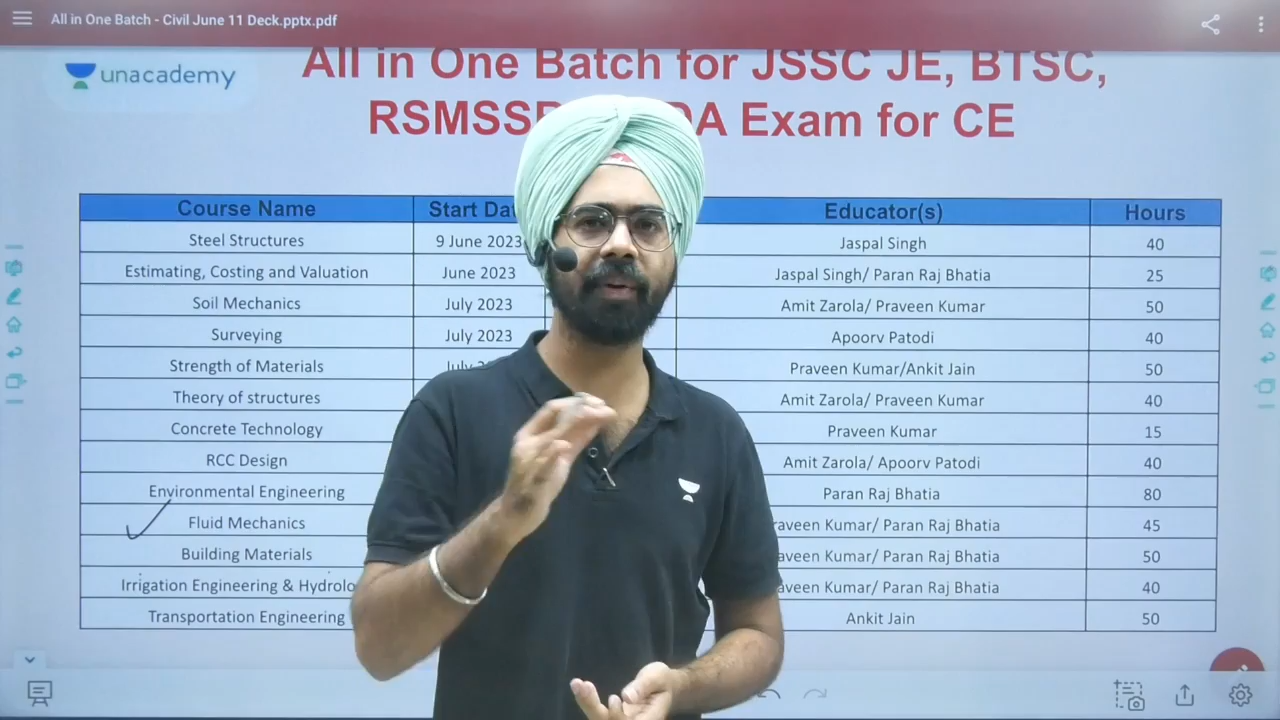 All in One Batch - Civil June 11 Deck.pptx.pdf
unacademy
All in One Batch for JSSC JE, BTSC,
Exam for CE
Course Name Start Educator(s) Hours
Steel Structures 9 June 2023 Jaspal Singh 40
Estimating, Costing and Valuation June 2023 Jaspal Singh/ Paran Raj Bhatia 25
Soil Mechanics July 2023 Amit Zarola/ Praveen Kumar 50
Surveying July 2023 Apoorv Patodi 40
Strength of Materials Praveen Kumar/Ankit Jain 50
Theory of structures Amit Zarola/ Praveen Kumar 40
Concrete Technology Praveen Kumar 15
RCC Design Amit Zarola/ Apoorv Patodi 40
Environmental Engineering Paran Raj Bhatia 80
Fluid Mechanics Kumar/ Paran Raj Bhatia 45
Building Materials Kumar/ Paran Raj Bhatia 50
Irrigation Engineering & Kumar/ Paran Raj Bhatia 40
Transportation Engineering Ankit Jain 50